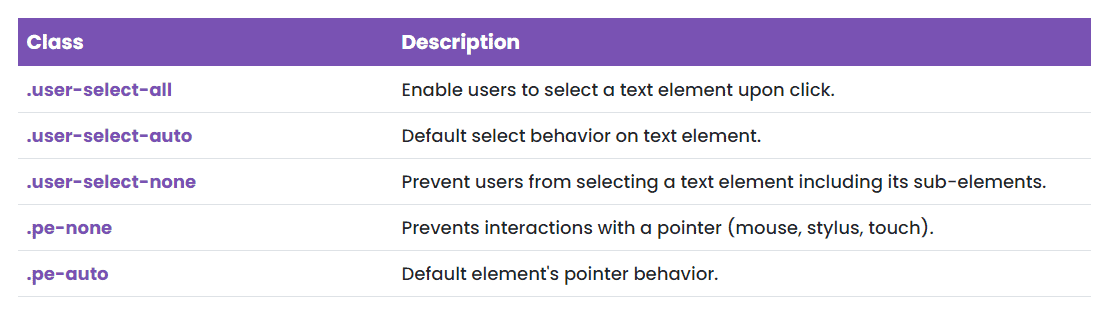 Class Description
.user-select-all Enable users to select a text element upon click.
.user-select-auto Default select behavior on text element.
.user-select-none Prevent users from selecting a text element including its sub-elements.
.pe-none Prevents interactions with a pointer (mouse, stylus, touch).
.pe-auto Default element's pointer behavior.